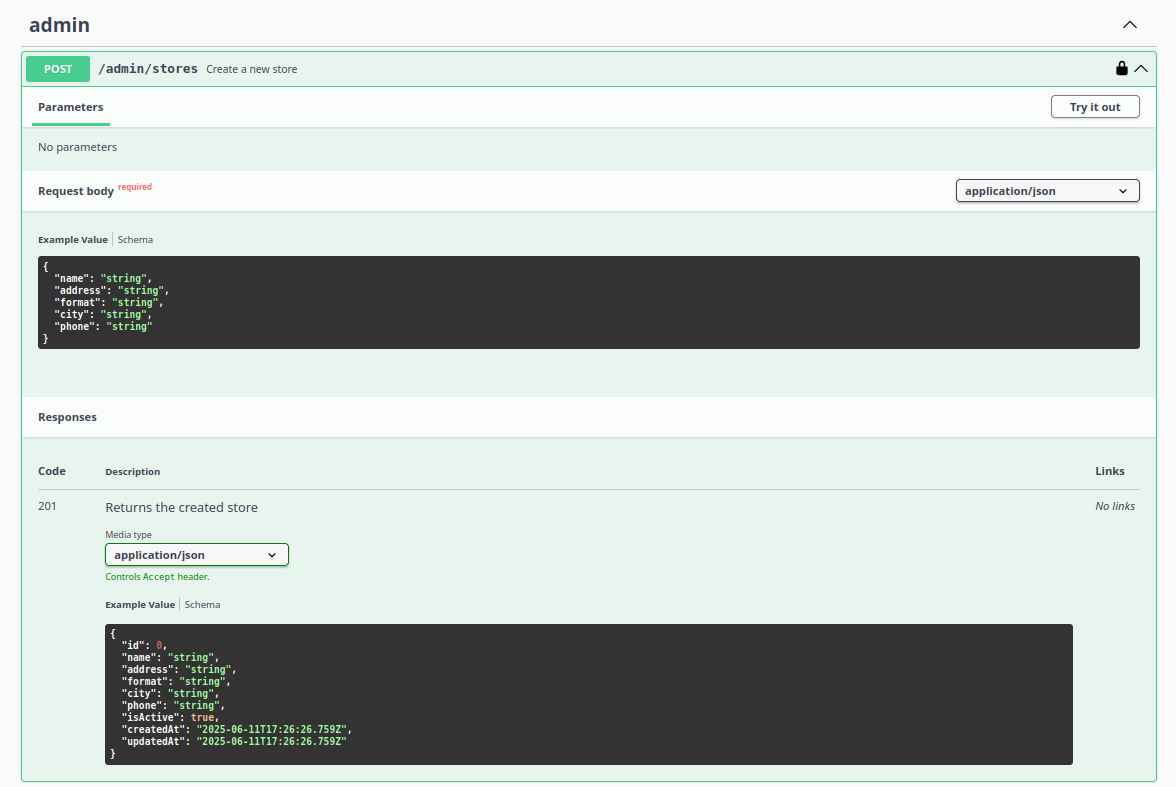 admin
POST /admin/stores Create a new store
Parameters Try it out
No parameters
Request body required application/json
Example Value Schema
{
  "name": "string",
  "address": "string",
  "format": "string",
  "city": "string",
  "phone": "string"
}
Responses
Code Description Links
201 Returns the created store No links
Media type
application/json
Controls Accept header.
Example Value Schema
{
  "id": 0,
  "name": "string",
  "address": "string",
  "format": "string",
  "city": "string",
  "phone": "string",
  "isActive": true,
  "createdAt": "2025-06-11T17:26:26.759Z",
  "updatedAt": "2025-06-11T17:26:26.759Z"
}